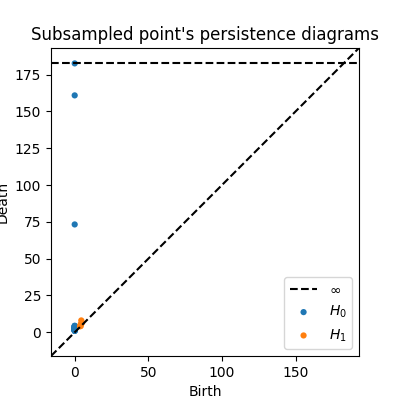 Subsampled point's persistence diagrams
175
150
125
100
75
50
25
0
Death
0 50 100 150
Birth
∞
H₀
H₁